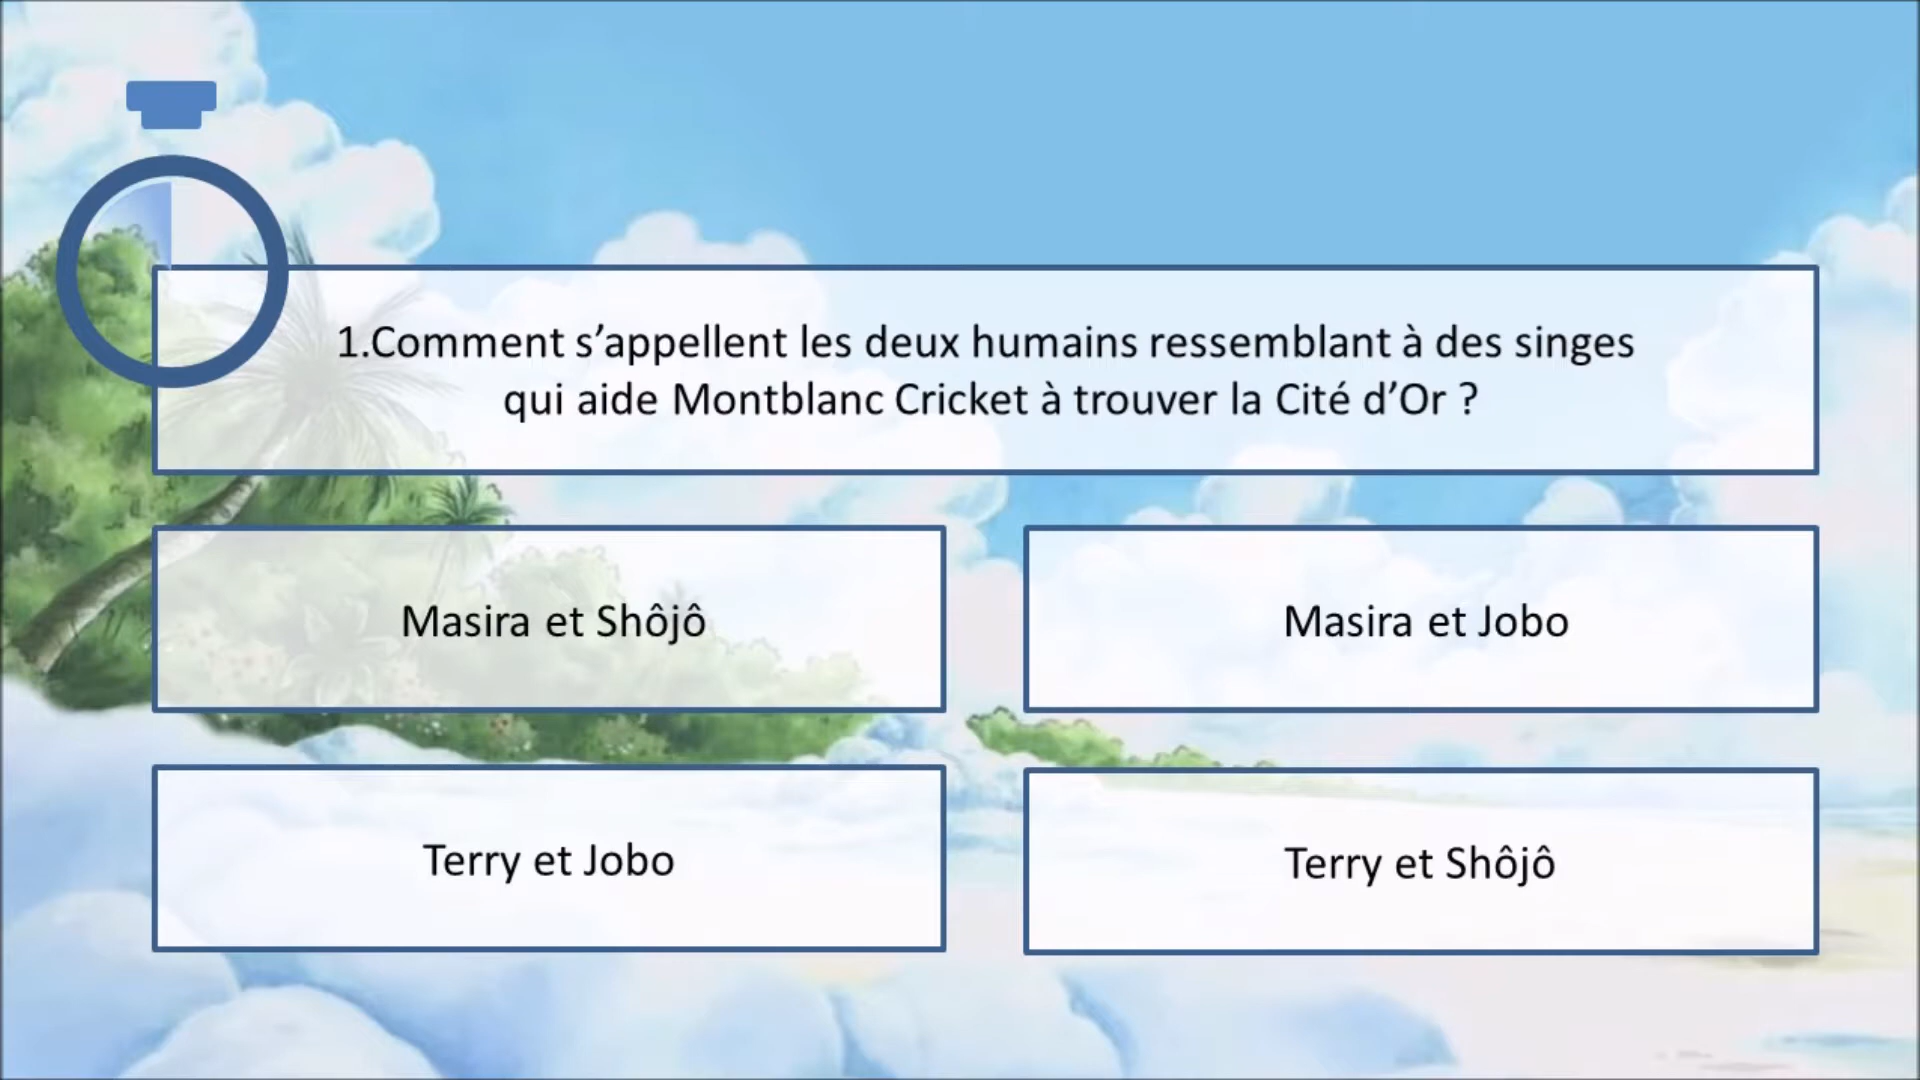 1.Comment s’appellent les deux humains ressemblant à des singes
qui aide Montblanc Cricket à trouver la Cité d’Or ?
Masira et Shôjô
Masira et Jobo
Terry et Jobo
Terry et Shôjô